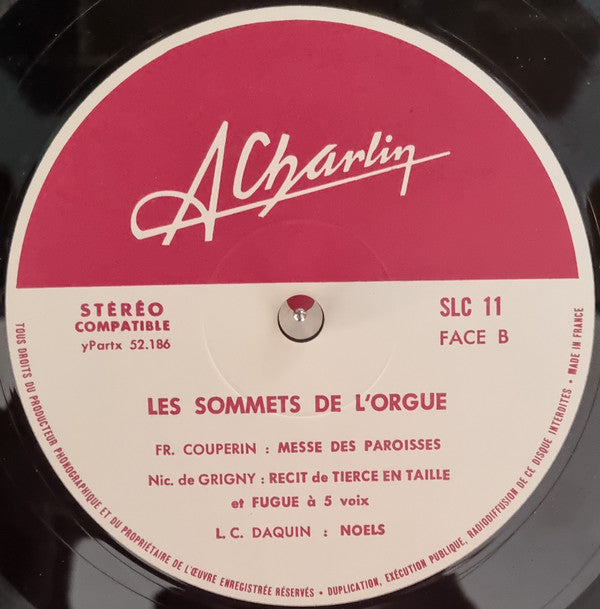 A Charlin
STÉRÉO
COMPATIBLE
yPartx 52.186
SLC 11
FACE B
LES SOMMETS DE L'ORGUE
FR. COUPERIN : MESSE DES PAROISSES
Nic. de GRIGNY : RECIT de TIERCE EN TAILLE
et FUGUE à 5 voix
L. C. DAQUIN : NOELS
TOUS DROITS DU PRODUCTEUR PHONOGRAPHIQUE ET DU PROPRIÉTAIRE DE L'ŒUVRE ENREGISTRÉE RÉSERVÉS • DUPLICATION, EXÉCUTION PUBLIQUE, RADIODIFFUSION DE CE DISQUE INTERDITES • MADE IN FRANCE